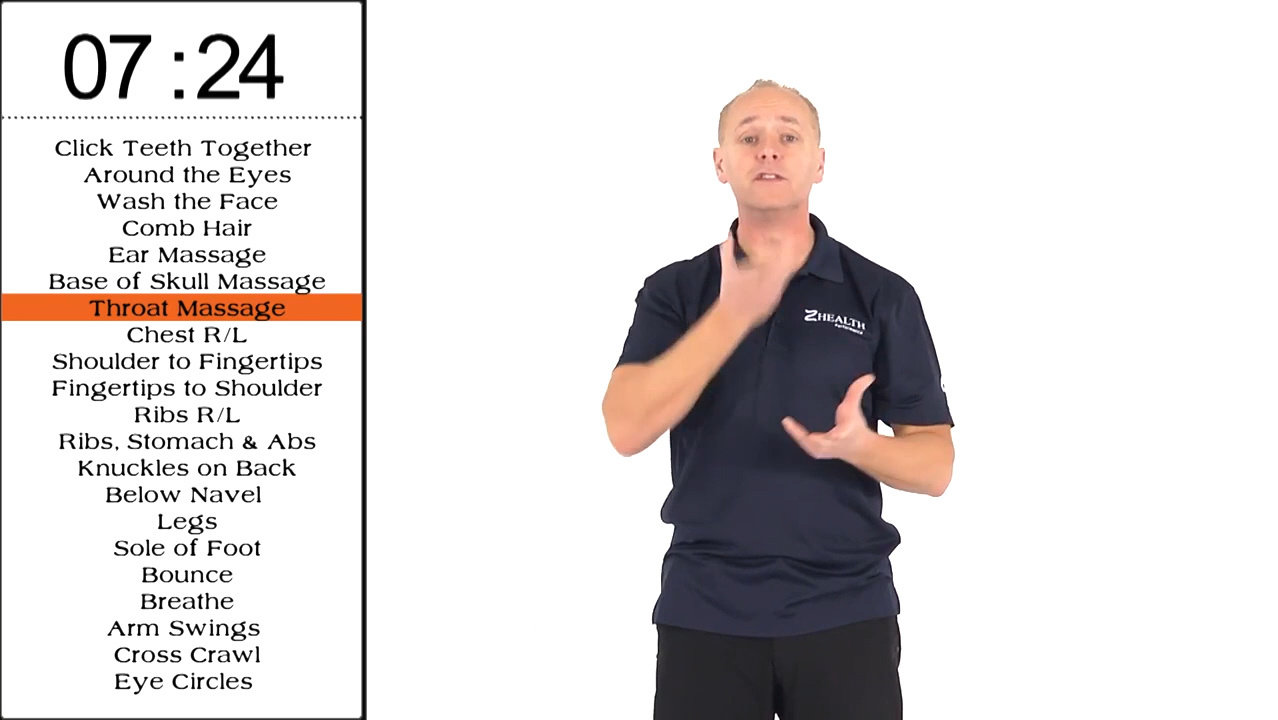 07:24
Click Teeth Together
Around the Eyes
Wash the Face
Comb Hair
Ear Massage
Base of Skull Massage
Throat Massage
Chest R/L
Shoulder to Fingertips
Fingertips to Shoulder
Ribs R/L
Ribs, Stomach & Abs
Knuckles on Back
Below Navel
Legs
Sole of Foot
Bounce
Breathe
Arm Swings
Cross Crawl
Eye Circles
ZHEALTH
Performance